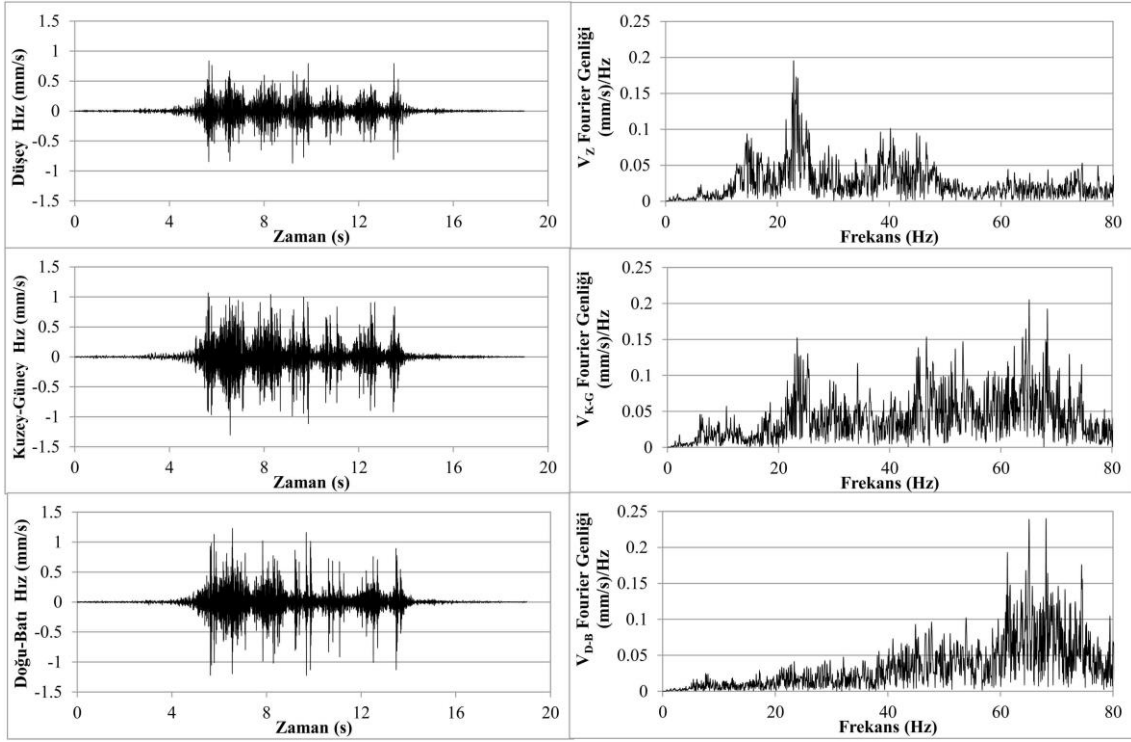 1.5
1
0.5
0
-0.5
-1
-1.5
Düşey Hız (mm/s)
0 4 8 12 16 20
Zaman (s)
0.25
0.2
0.15
0.1
0.05
0
VZ Fourier Genliği
(mm/s)/Hz
0 20 40 60 80
Frekans (Hz)
1.5
1
0.5
0
-0.5
-1
-1.5
Kuzey-Güney Hız (mm/s)
0 4 8 12 16 20
Zaman (s)
0.25
0.2
0.15
0.1
0.05
0
VK-G Fourier Genliği
(mm/s)/Hz
0 20 40 60 80
Frekans (Hz)
1.5
1
0.5
0
-0.5
-1
-1.5
Doğu-Batı Hız (mm/s)
0 4 8 12 16 20
Zaman (s)
0.25
0.2
0.15
0.1
0.05
0
VD-B Fourier Genliği
(mm/s)/Hz
0 20 40 60 80
Frekans (Hz)